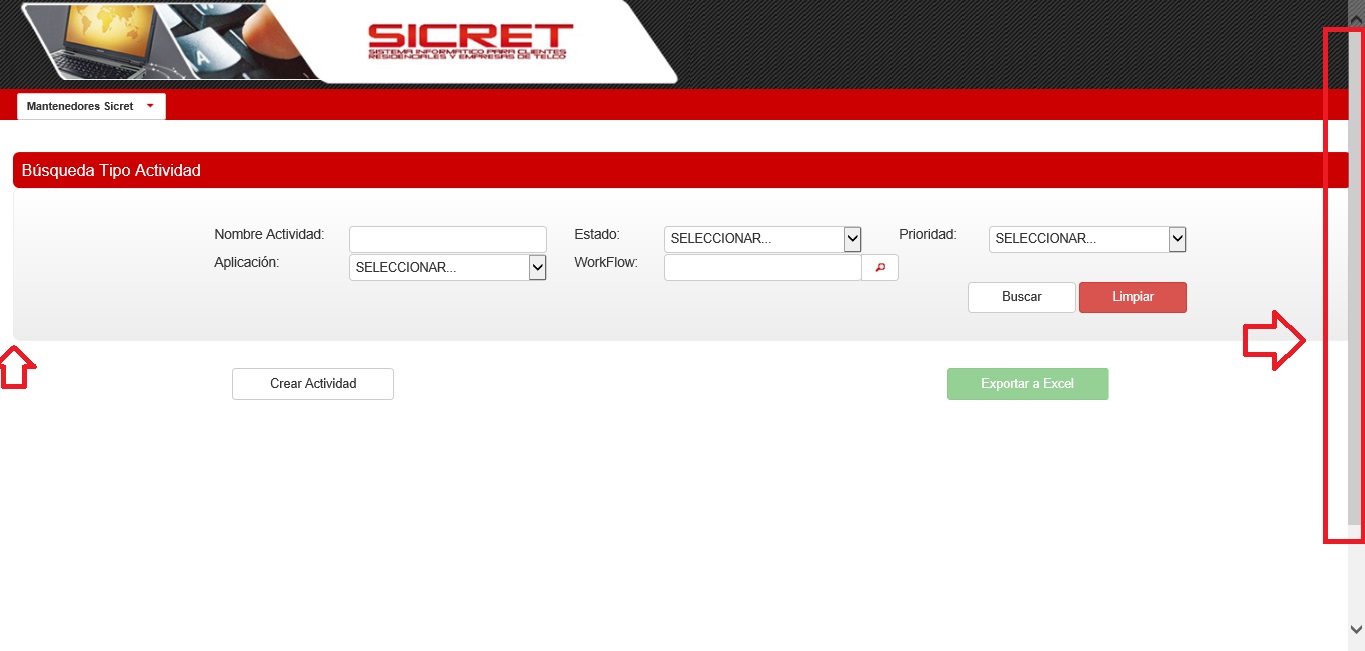 SICRET
SISTEMA INFORMATICO PARA CLIENTES
RESIDENCIALES Y EMPRESAS DE TELCO
Mantenedores Sicret
Búsqueda Tipo Actividad
Nombre Actividad: Estado: SELECCIONAR... Prioridad: SELECCIONAR...
Aplicación: SELECCIONAR... WorkFlow:
Buscar Limpiar
Crear Actividad Exportar a Excel